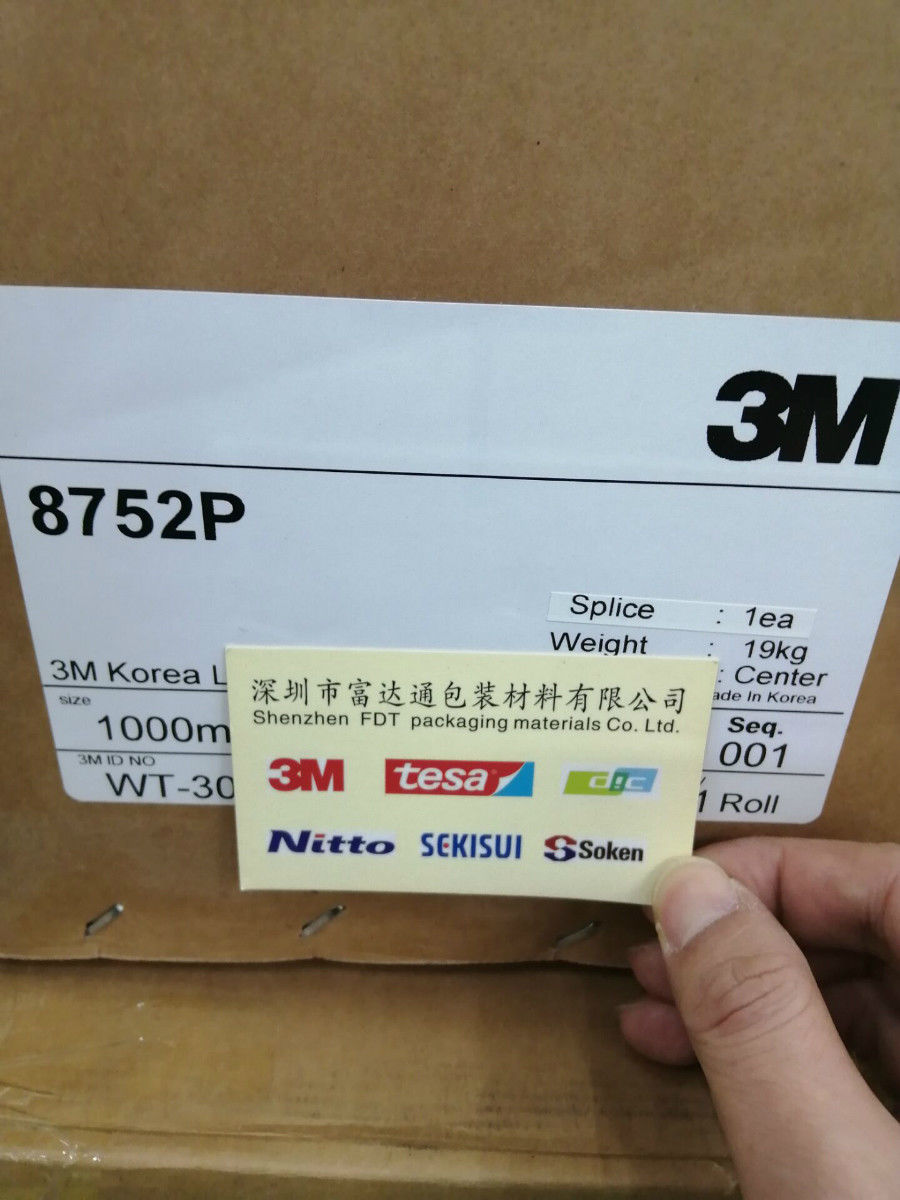 3M
8752P
Splice : 1ea
Weight : 19kg
: Center
3M Korea
In Korea
size
1000m
Seq.
001
3M ID NO
WT-30
1 Roll
深圳市富达通包装材料有限公司
Shenzhen FDT packaging materials Co. Ltd.
3M tesa dic
Nitto SEKISUI Soken